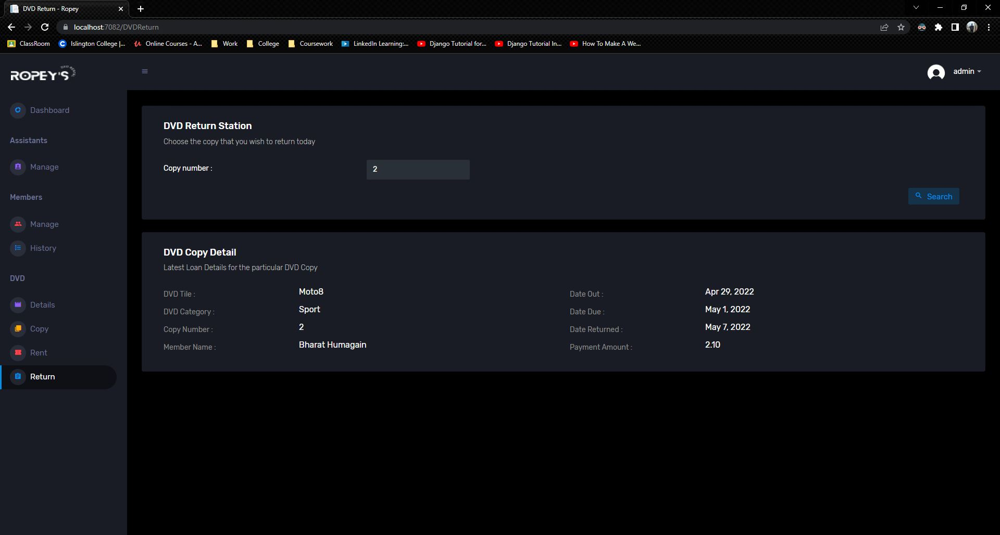 DVD Return - Ropey
localhost:7082/DVDReturn
ClassRoom
Islington College |...
Online Courses - A...
Work
College
Coursework
LinkedIn Learning:...
Django Tutorial for...
Django Tutorial In...
How To Make A We...
ROPEY'S
admin
Dashboard
Assistants
Manage
Members
Manage
History
DVD
Details
Copy
Rent
Return
DVD Return Station
Choose the copy that you wish to return today
Copy number : 2
Search
DVD Copy Detail
Latest Loan Details for the particular DVD Copy
DVD Tile : Moto8
DVD Category : Sport
Copy Number : 2
Member Name : Bharat Humagain
Date Out : Apr 29, 2022
Date Due : May 1, 2022
Date Returned : May 7, 2022
Payment Amount : 2.10